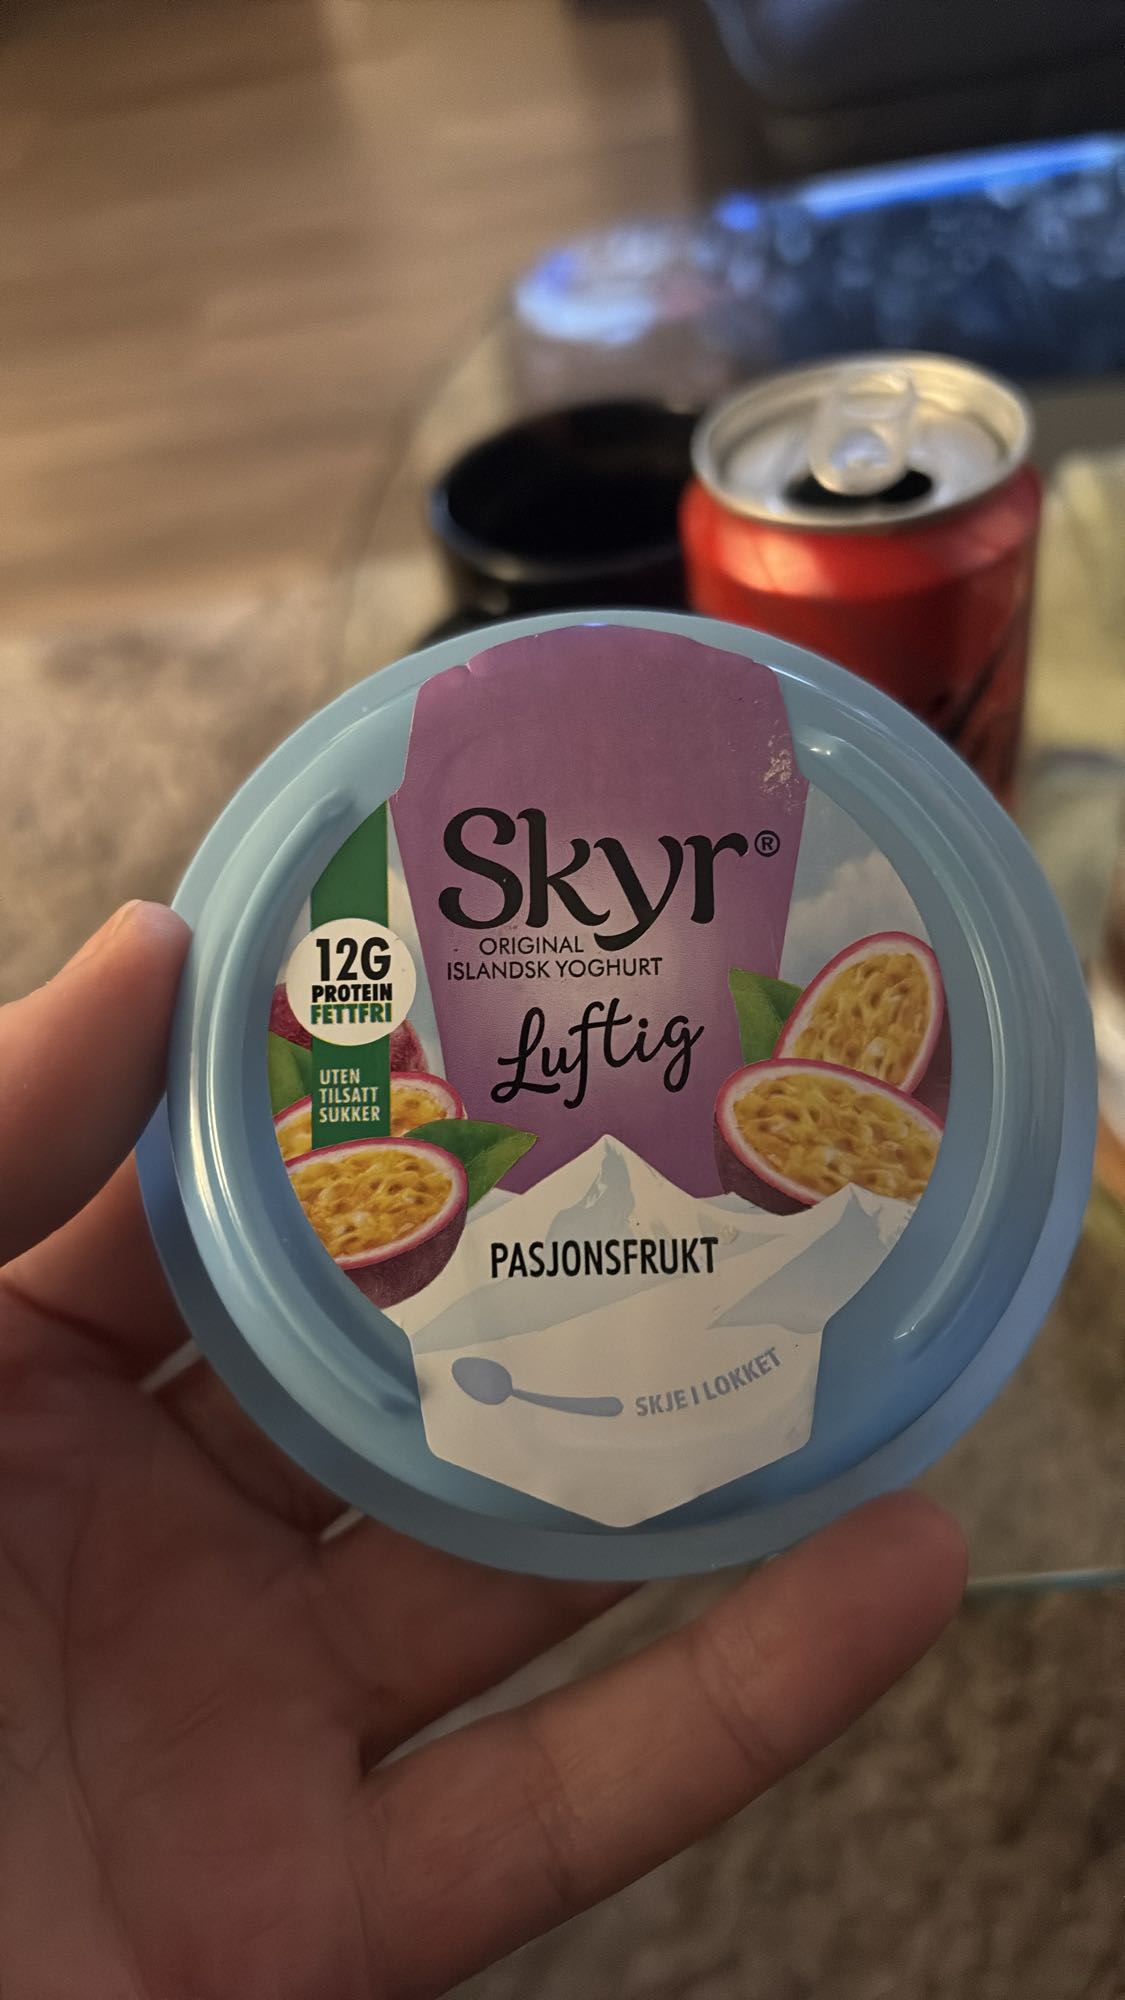 Skyr®
ORIGINAL
ISLANDSK YOGHURT
Luftig
12G
PROTEIN
FETTFRI
UTEN
TILSATT
SUKKER
PASJONSFRUKT
SKJE I LOKKET